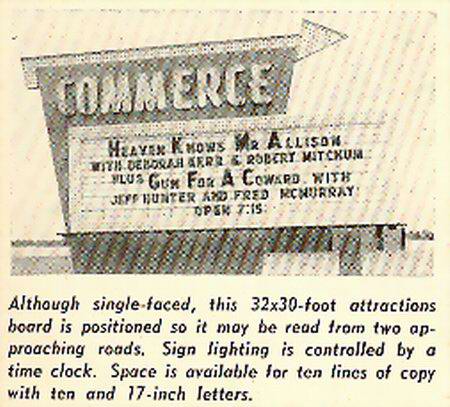 COMMERCE
HEAVEN KNOWS MR ALLISON
WITH DEBORAH KERR & ROBERT MITCHUM
PLUS GUN FOR A COWARD WITH
JEFF HUNTER AND FRED MCMURRAY
OPEN 7:15
Although single-faced, this 32x30-foot attractions
board is positioned so it may be read from two ap-
proaching roads. Sign lighting is controlled by a
time clock. Space is available for ten lines of copy
with ten and 17-inch letters.